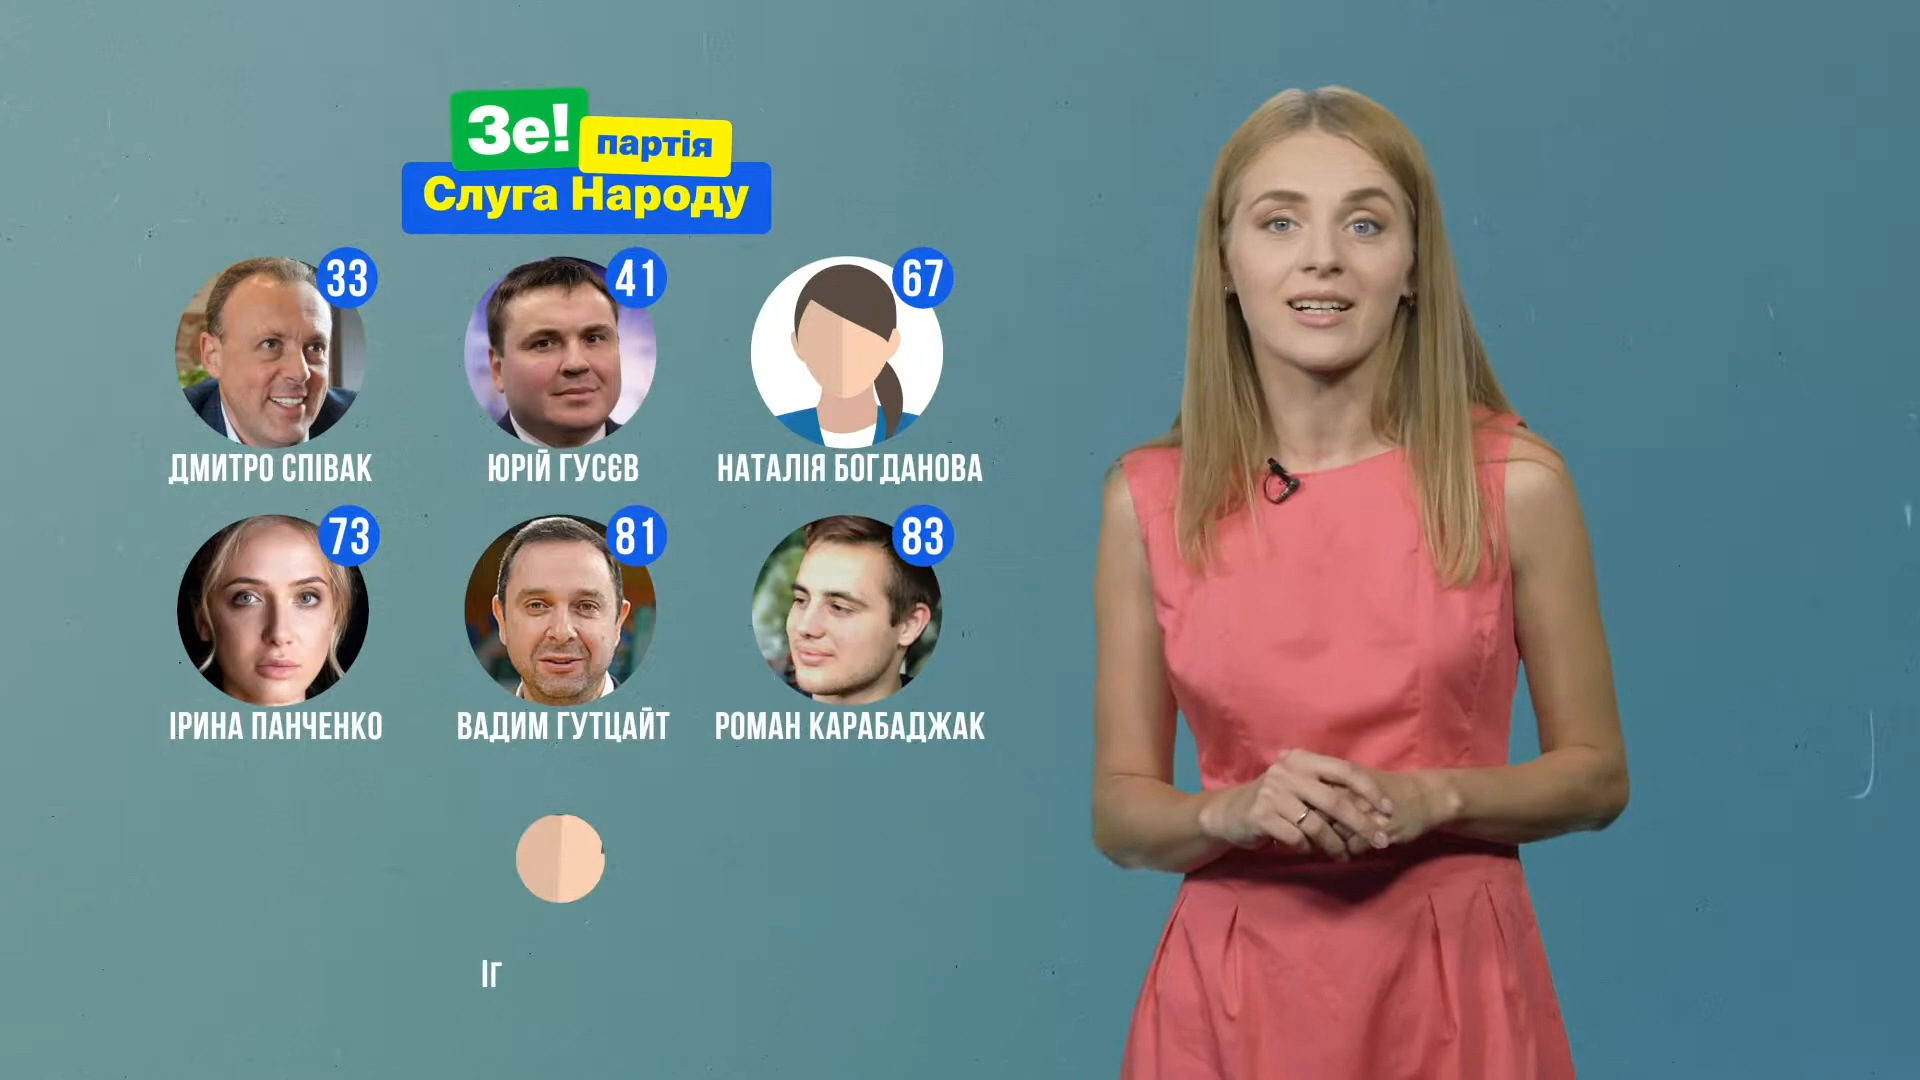 Зе!
партія
Слуга Народу
33
41
67
ДМИТРО СПІВАК
ЮРІЙ ГУСЄВ
НАТАЛІЯ БОГДАНОВА
73
81
83
ІРИНА ПАНЧЕНКО
ВАДИМ ГУТЦАЙТ
РОМАН КАРАБАДЖАК
Іг